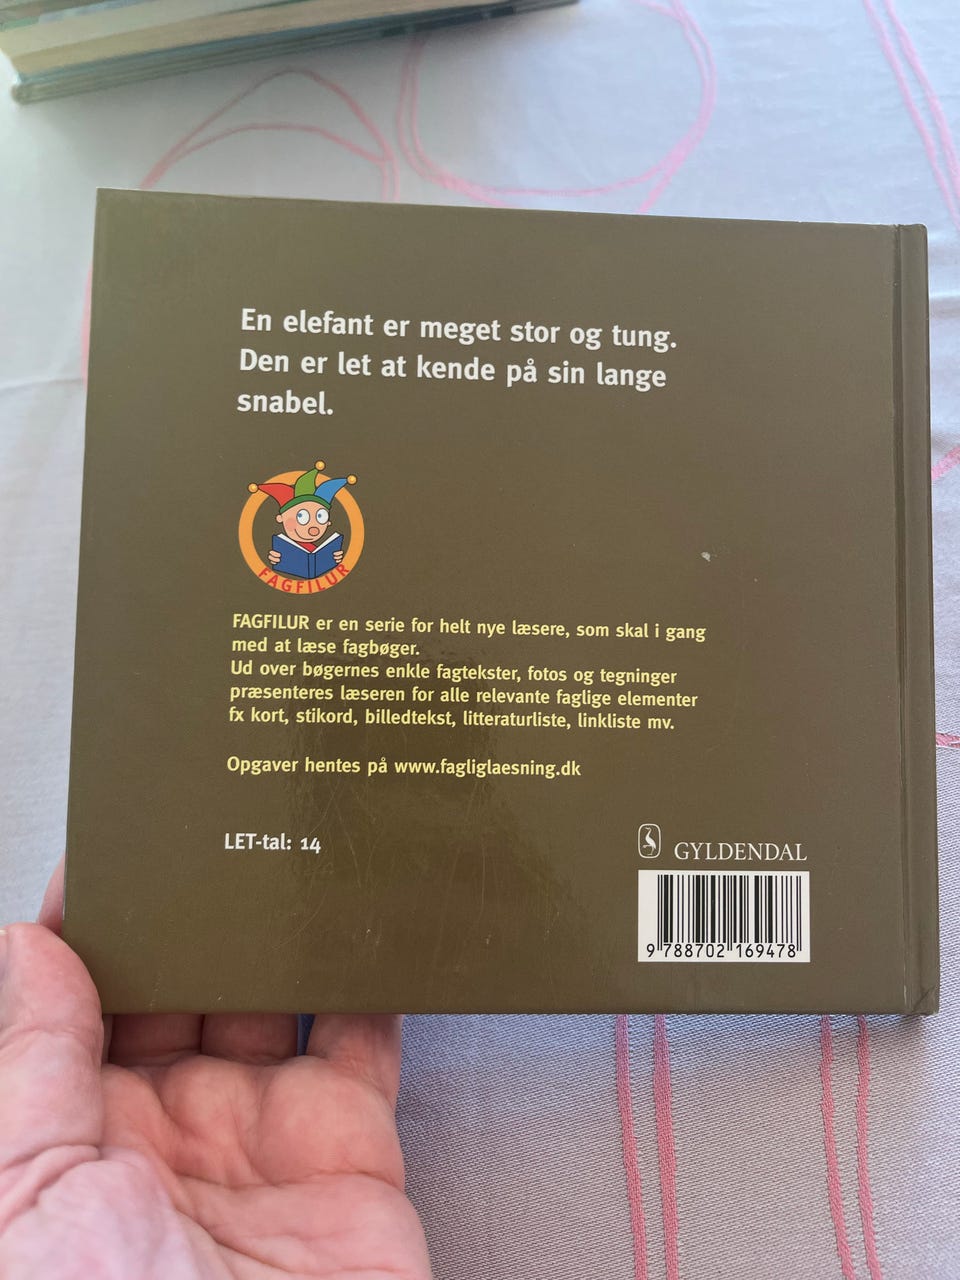 En elefant er meget stor og tung.
Den er let at kende på sin lange
snabel.
FAGFILUR
FAGFILUR er en serie for helt nye læsere, som skal i gang
med at læse fagbøger.
Ud over bøgernes enkle fagtekster, fotos og tegninger
præsenteres læseren for alle relevante faglige elementer
fx kort, stikord, billedtekst, litteraturliste, linkliste mv.
Opgaver hentes på www.fagliglaesning.dk
LET-tal: 14
GYLDENDAL
9 788702 169478